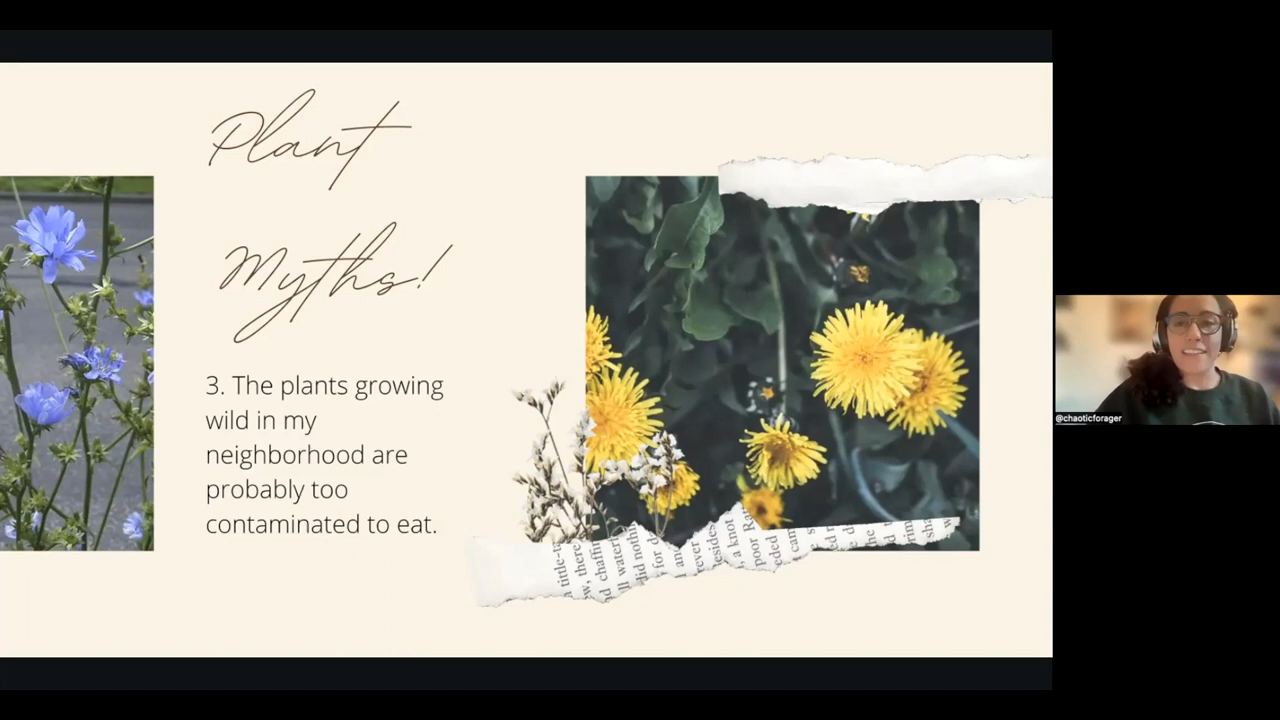 Plant
Myths!
3. The plants growing
wild in my
neighborhood are
probably too
contaminated to eat.
@chaoticforager